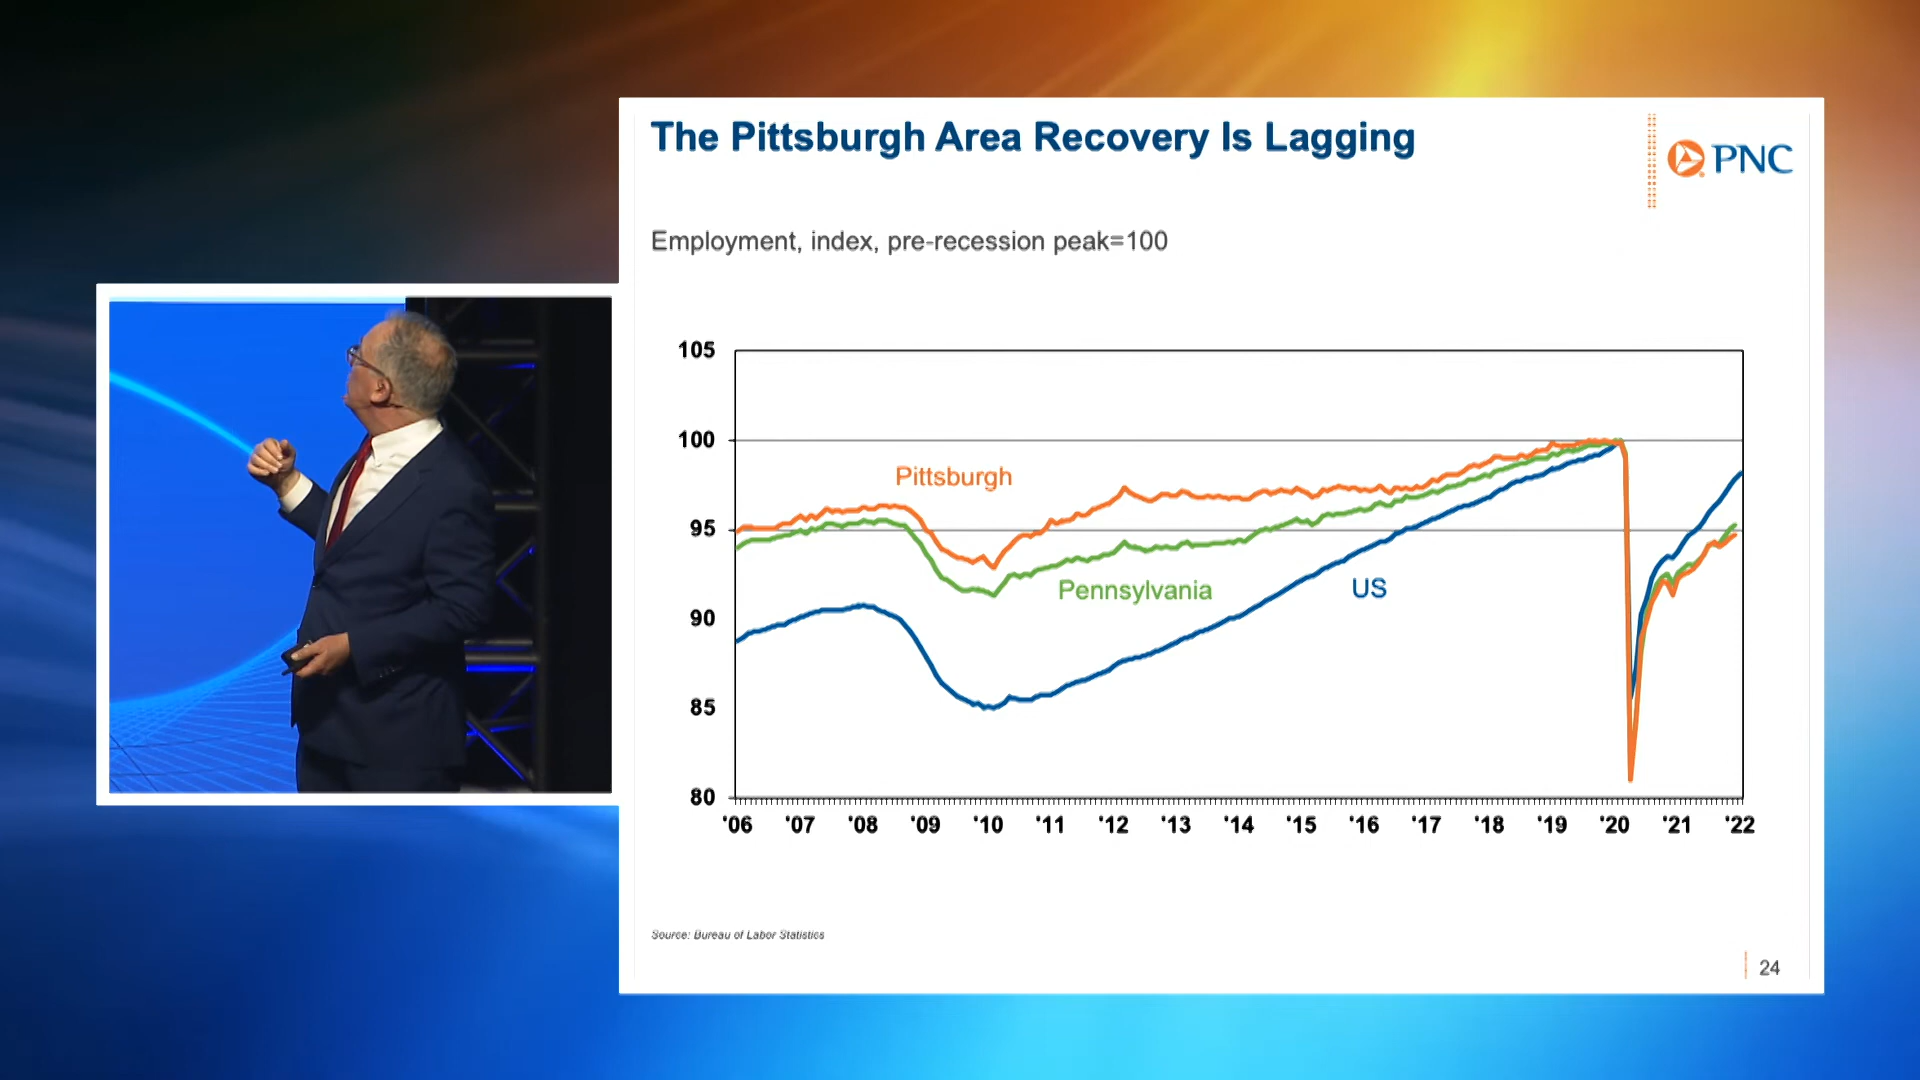 The Pittsburgh Area Recovery Is Lagging
PNC
Employment, index, pre-recession peak=100
105
100
95
90
85
80
Pittsburgh
Pennsylvania
US
'06 '07 '08 '09 '10 '11 '12 '13 '14 '15 '16 '17 '18 '19 '20 '21 '22
Source: Bureau of Labor Statistics
24